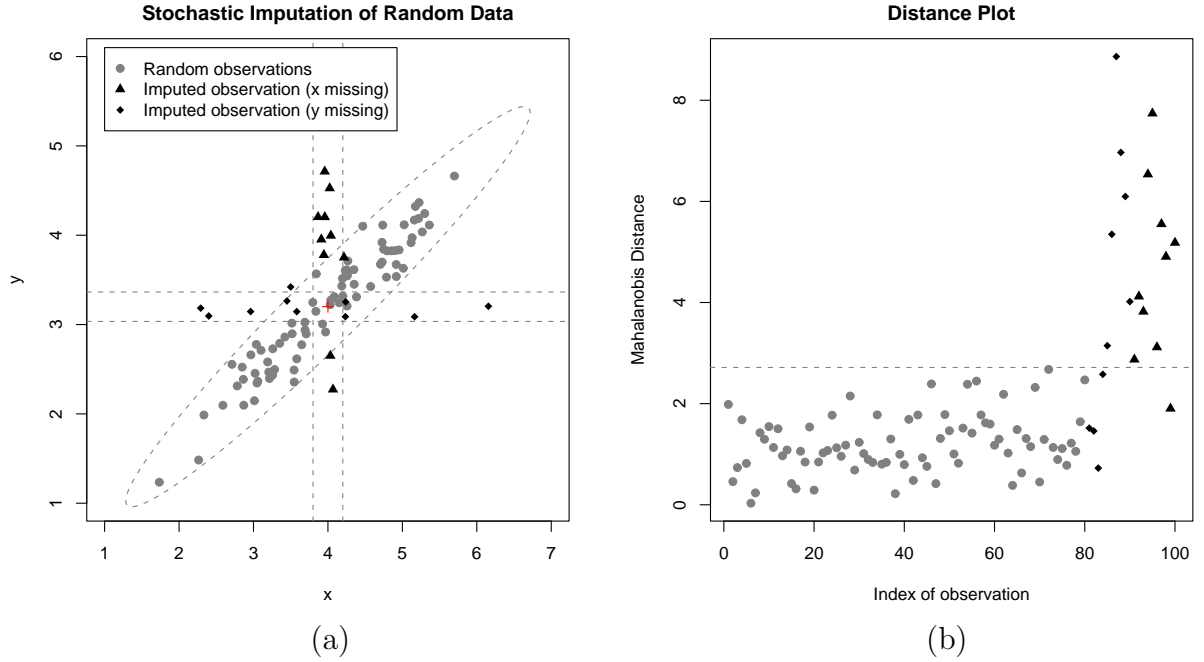 Stochastic Imputation of Random Data
Random observations
Imputed observation (x missing)
Imputed observation (y missing)
y
6
5
4
3
2
1
1 2 3 4 5 6 7
x
(a)
Distance Plot
Mahalanobis Distance
8
6
4
2
0
0 20 40 60 80 100
Index of observation
(b)